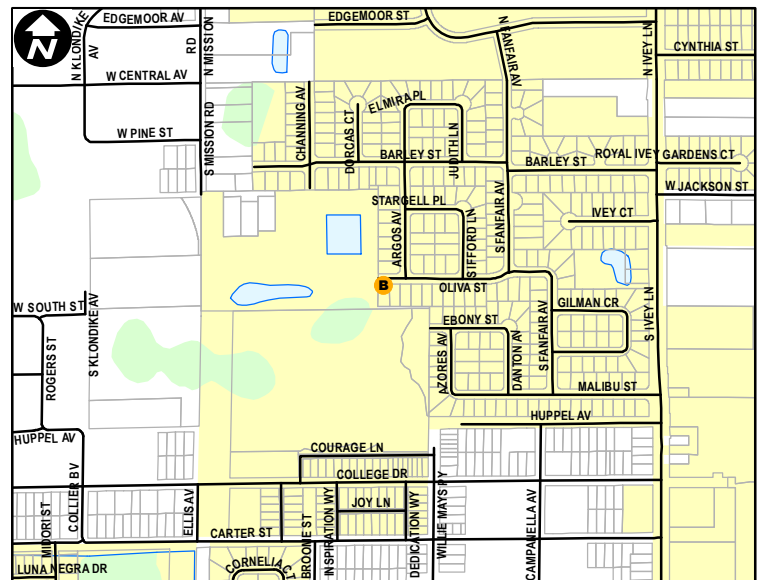 N
EDGEMOOR AV
EDGEMOOR ST
N KLONDIKE AV
N MISSION RD
N FANFAIR AV
N IVEY LN
CYNTHIA ST
W CENTRAL AV
S MISSION RD
CHANNING AV
DORCAS CT
ELMIRA PL
JUDITH LN
W PINE ST
BARLEY ST
BARLEY ST
ROYAL IVEY GARDENS CT
W JACKSON ST
STARGELL PL
ARGOS AV
SIFFORD LN
S FANFAIR AV
IVEY CT
B
OLIVA ST
W SOUTH ST
S KLONDIKE AV
ROGERS ST
EBONY ST
GILMAN CR
S IVEY LN
AZORES AV
DANTON AV
S FANFAIR AV
MALIBU ST
HUPPEL AV
HUPPEL AV
COURAGE LN
COLLEGE DR
COLLIER BV
MIDORI ST
ELLIS AV
JOY LN
CARTER ST
BROOME ST
INSPIRATION WY
DEDICATION WY
WILLIE MAYS PY
CAMPANELLA AV
LUNA NEGRA DR
CORNELIA CT